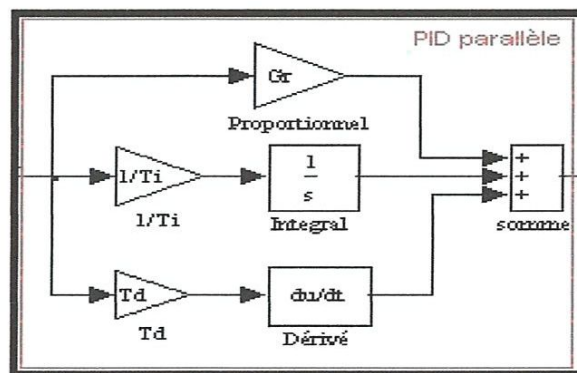 PID parallèle
Gr
Proportionnel
1/Ti
1/Ti
1
s
Integral
+
+
+
somme
Td
Td
du/dt
Dérivé